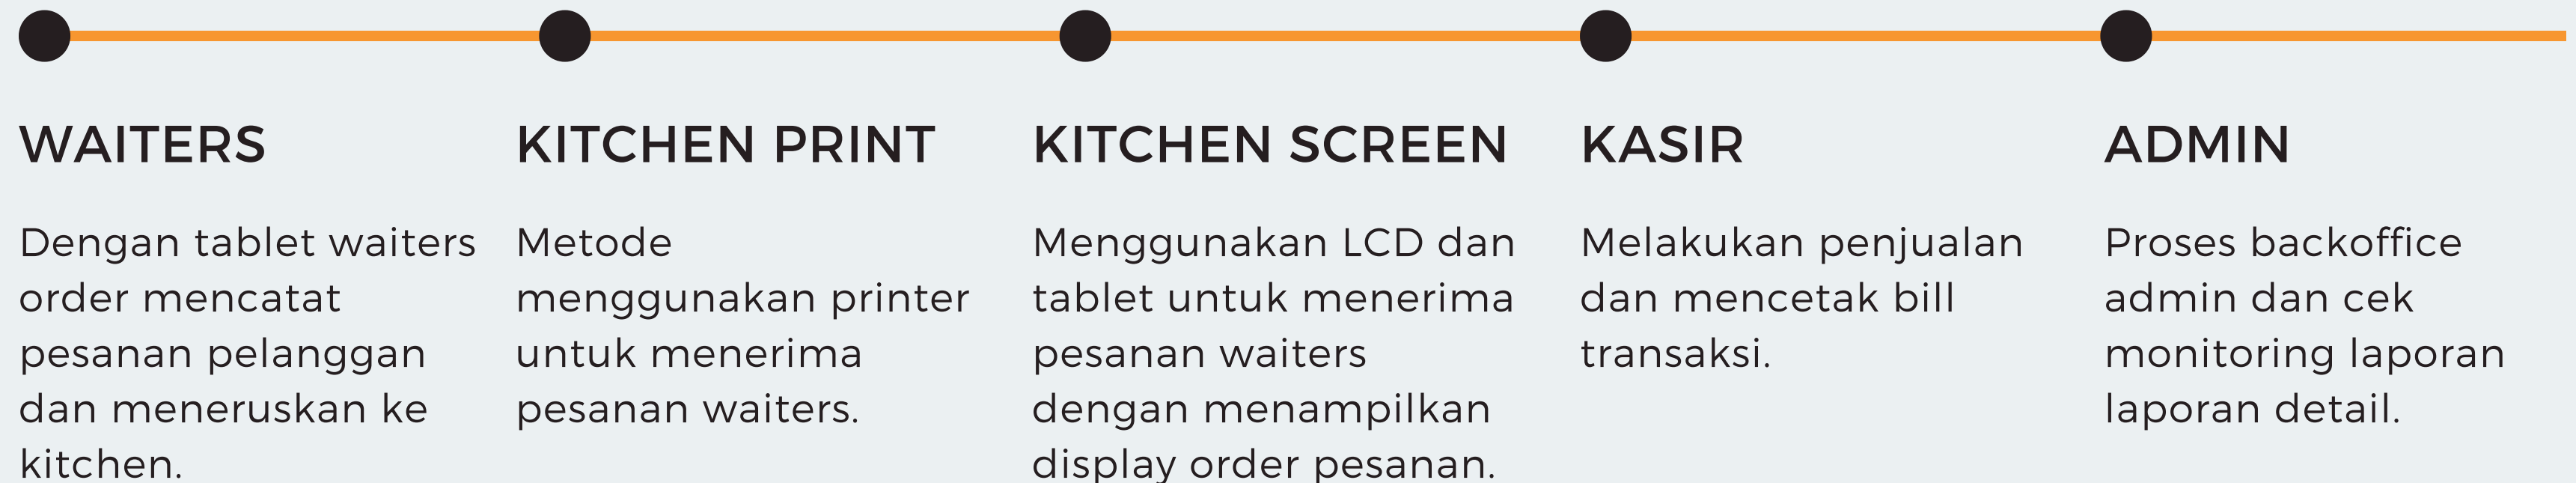 WAITERS
Dengan tablet waiters
order mencatat
pesanan pelanggan
dan meneruskan ke
kitchen.
KITCHEN PRINT
Metode
menggunakan printer
untuk menerima
pesanan waiters.
KITCHEN SCREEN
Menggunakan LCD dan
tablet untuk menerima
pesanan waiters
dengan menampilkan
display order pesanan.
KASIR
Melakukan penjualan
dan mencetak bill
transaksi.
ADMIN
Proses backoffice
admin dan cek
monitoring laporan
laporan detail.